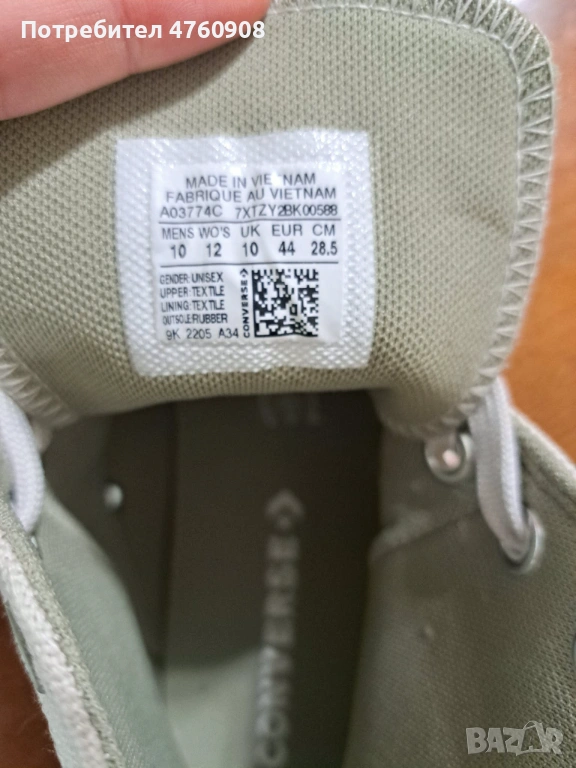 Потребител 4760908
MADE IN VIETNAM
FABRIQUE AU VIETNAM
A03774C 7XTZY2BK00588
MENS WO'S UK EUR CM
10 12 10 44 28.5
GENDER: UNISEX
UPPER: TEXTILE
LINING: TEXTILE
OUTSOLE: RUBBER
9K 2205 A34
CONVERSE
CONVERSE
BAZAR